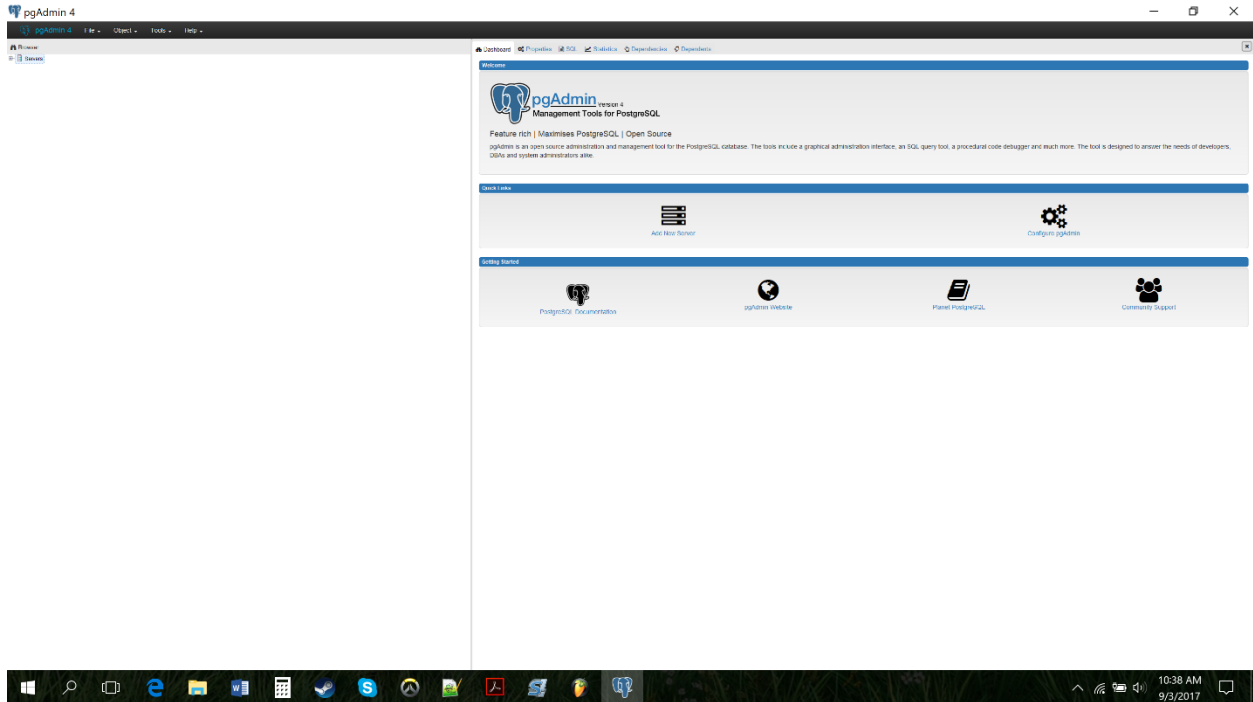 pgAdmin 4
pgAdmin 4 File Object Tools Help
Browser
Servers
Dashboard Properties SQL Statistics Dependencies Dependents
Welcome
pgAdmin Version 4
Management Tools for PostgreSQL
Feature rich | Maximises PostgreSQL | Open Source
pgAdmin is an open source administration and management tool for the PostgreSQL database. The tools include a graphical administration interface, an SQL query tool, a procedural code debugger and much more. The tool is designed to answer the needs of developers,
DBAs and system administrators alike.
Quick Links
Add New Server
Configure pgAdmin
Getting Started
PostgreSQL Documentation
pgAdmin Website
Planet PostgreSQL
Community Support
10:38 AM
9/3/2017